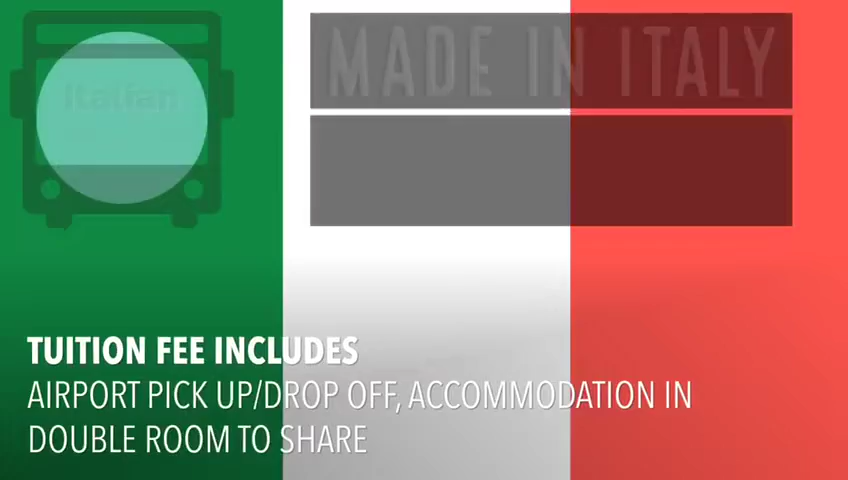 Italian
MADE IN ITALY
TUITION FEE INCLUDES
AIRPORT PICK UP/DROP OFF, ACCOMMODATION IN
DOUBLE ROOM TO SHARE